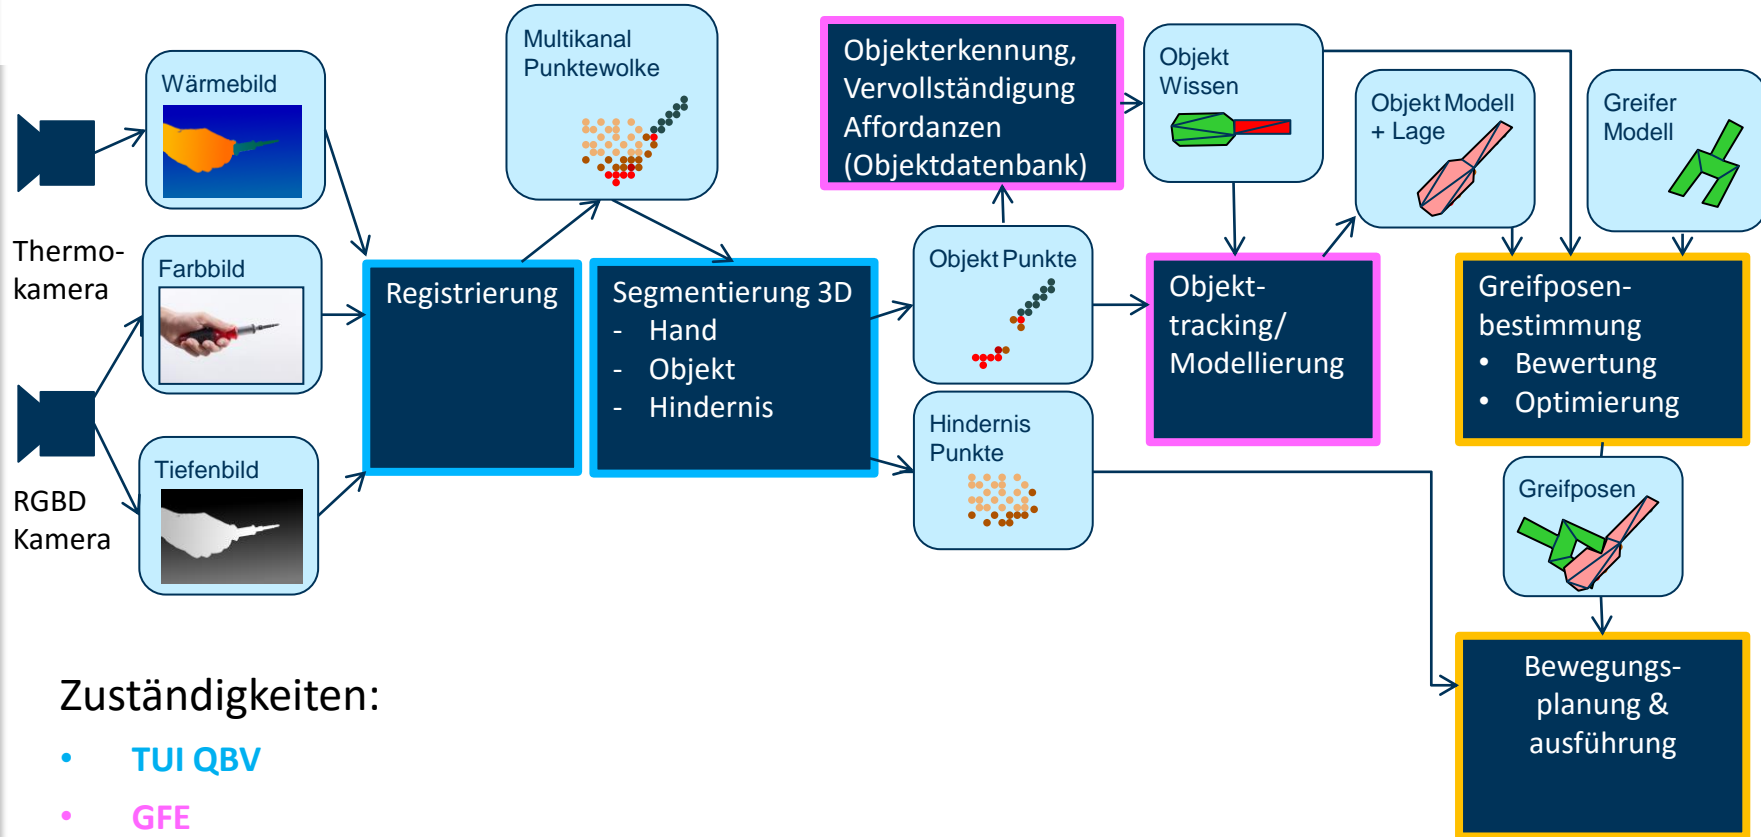 Wärmebild
Thermo-
kamera
Farbbild
RGBD
Kamera
Tiefenbild
Registrierung
Multikanal
Punktewolke
Segmentierung 3D
- Hand
- Objekt
- Hindernis
Objekterkennung,
Vervollständigung
Affordanzen
(Objektdatenbank)
Objekt Punkte
Hindernis
Punkte
Objekt
Wissen
Objekt-
tracking/
Modellierung
Objekt Modell
+ Lage
Greifer
Modell
Greifposen-
bestimmung
• Bewertung
• Optimierung
Greifposen
Bewegungs-
planung &
ausführung
Zuständigkeiten:
• TUI QBV
• GFE